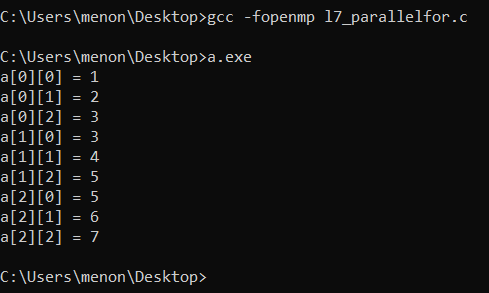 C:\Users\menon\Desktop>gcc -fopenmp l7_parallelfor.c
C:\Users\menon\Desktop>a.exe
a[0][0] = 1
a[0][1] = 2
a[0][2] = 3
a[1][0] = 3
a[1][1] = 4
a[1][2] = 5
a[2][0] = 5
a[2][1] = 6
a[2][2] = 7
C:\Users\menon\Desktop>